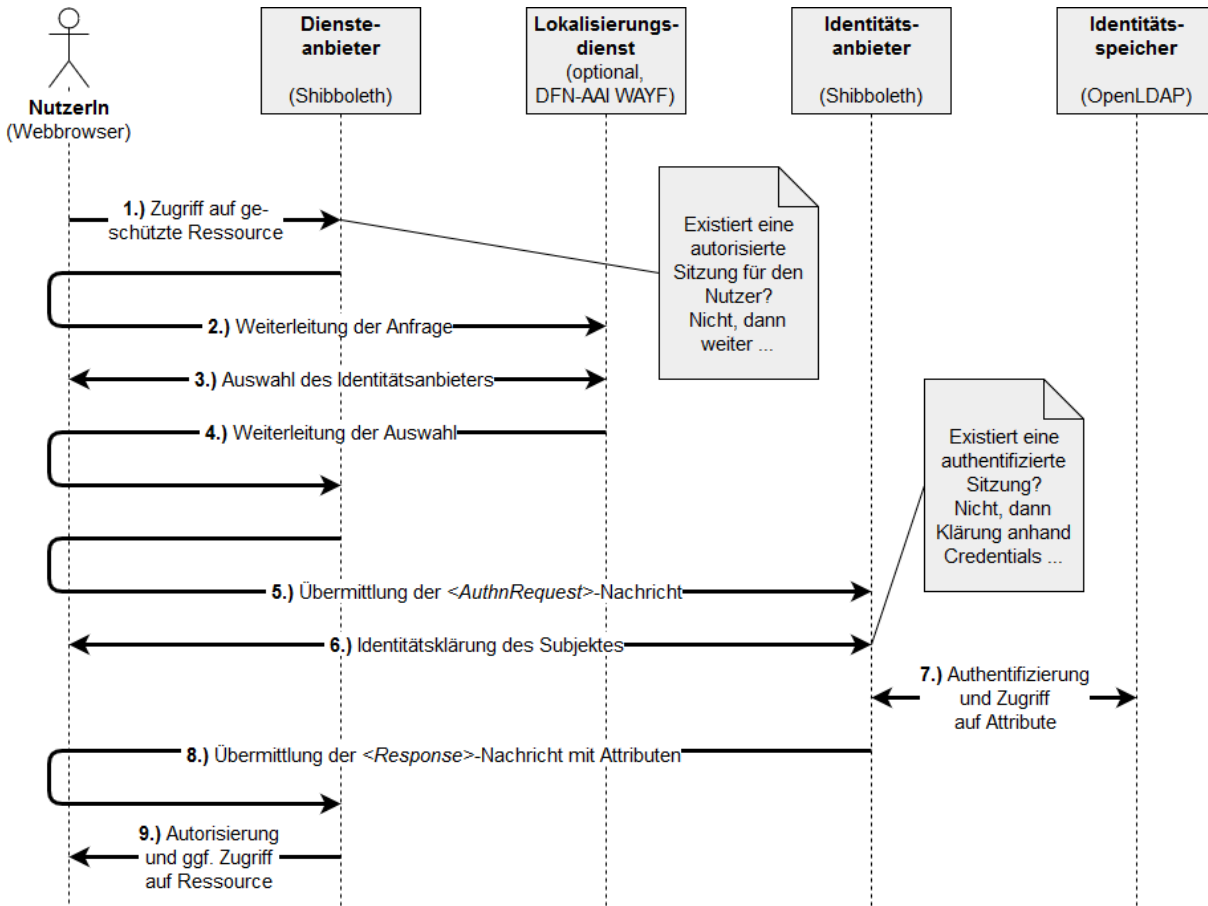 NutzerIn
(Webbrowser)
Dienste-
anbieter
(Shibboleth)
Lokalisierungs-
dienst
(optional,
DFN-AAI WAYF)
Identitäts-
anbieter
(Shibboleth)
Identitäts-
speicher
(OpenLDAP)
1.) Zugriff auf ge-
schützte Ressource
Existiert eine
autorisierte
Sitzung für den
Nutzer?
Nicht, dann
weiter ...
2.) Weiterleitung der Anfrage
3.) Auswahl des Identitätsanbieters
4.) Weiterleitung der Auswahl
Existiert eine
authentifizierte
Sitzung?
Nicht, dann
Klärung anhand
Credentials ...
5.) Übermittlung der <AuthnRequest>-Nachricht
6.) Identitätsklärung des Subjektes
7.) Authentifizierung
und Zugriff
auf Attribute
8.) Übermittlung der <Response>-Nachricht mit Attributen
9.) Autorisierung
und ggf. Zugriff
auf Ressource